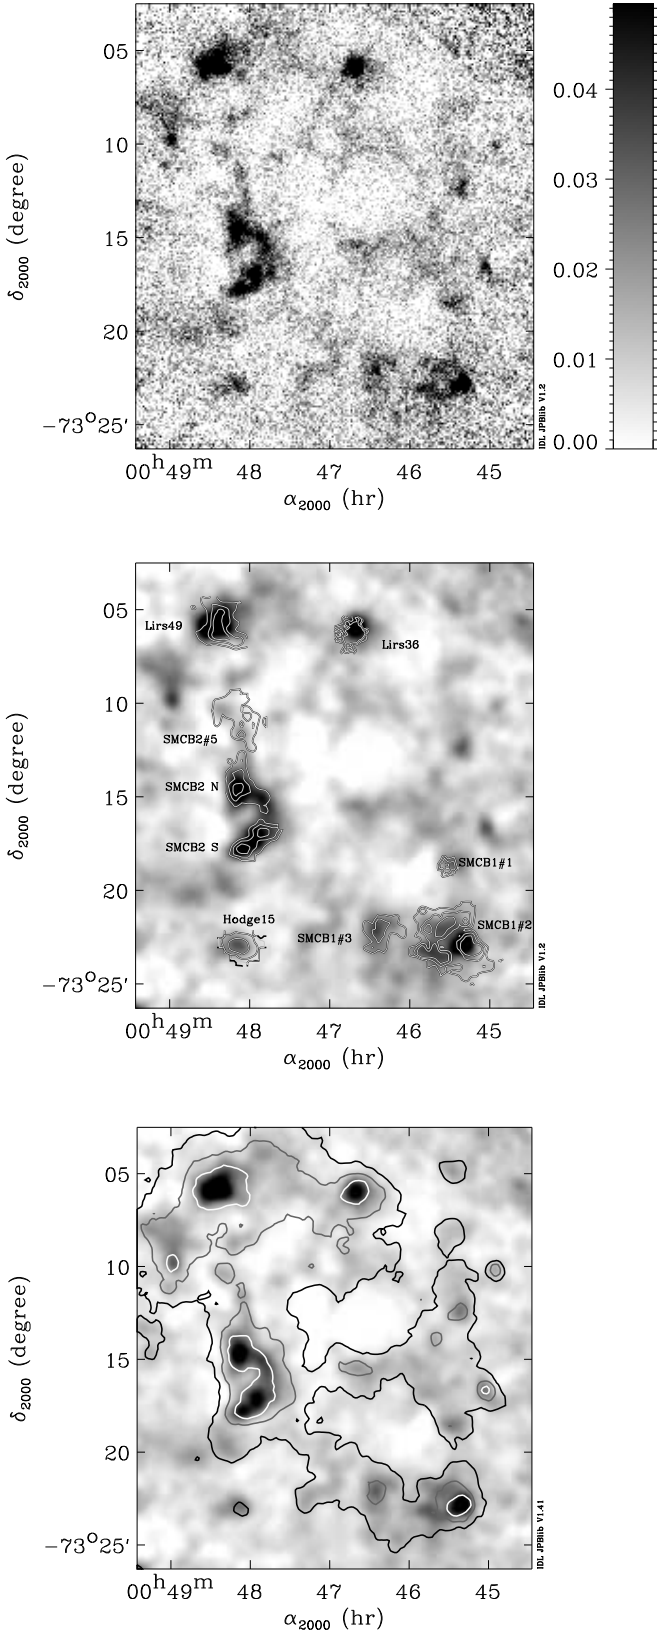 05
10
15
20
−73°25′
00ʰ49ᵐ 48 47 46 45
α₂₀₀₀ (hr)
δ₂₀₀₀ (degree)
IDL JPBlib V1.2
0.04
0.03
0.02
0.01
0.00
05
10
15
20
−73°25′
00ʰ49ᵐ 48 47 46 45
α₂₀₀₀ (hr)
δ₂₀₀₀ (degree)
Lirs49
Lirs36
SMCB2#5
SMCB2 N
SMCB2 S
SMCB1#1
Hodge15
SMCB1#2
SMCB1#3
IDL JPBlib V1.2
05
10
15
20
−73°25′
00ʰ49ᵐ 48 47 46 45
α₂₀₀₀ (hr)
δ₂₀₀₀ (degree)
IDL JPBlib V1.41